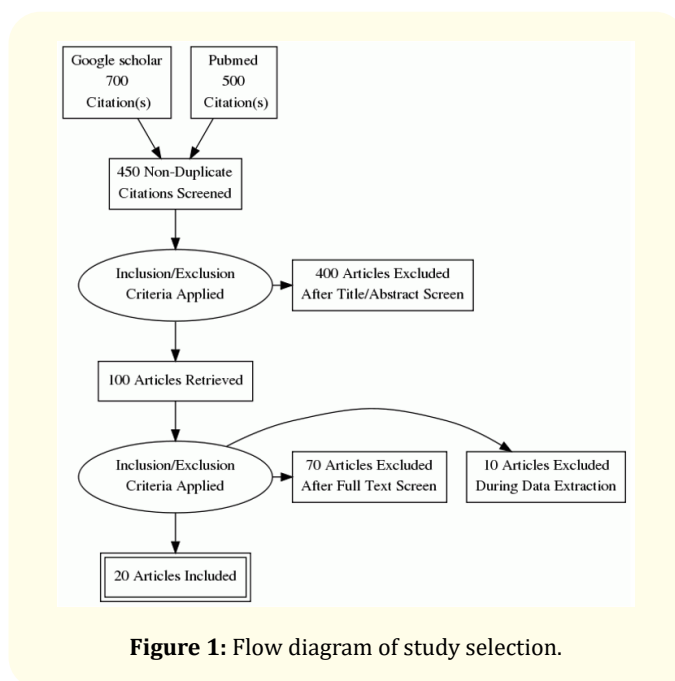 Google scholar
700
Citation(s)
Pubmed
500
Citation(s)
450 Non-Duplicate
Citations Screened
Inclusion/Exclusion
Criteria Applied
400 Articles Excluded
After Title/Abstract Screen
100 Articles Retrieved
Inclusion/Exclusion
Criteria Applied
70 Articles Excluded
After Full Text Screen
10 Articles Excluded
During Data Extraction
20 Articles Included
Figure 1: Flow diagram of study selection.